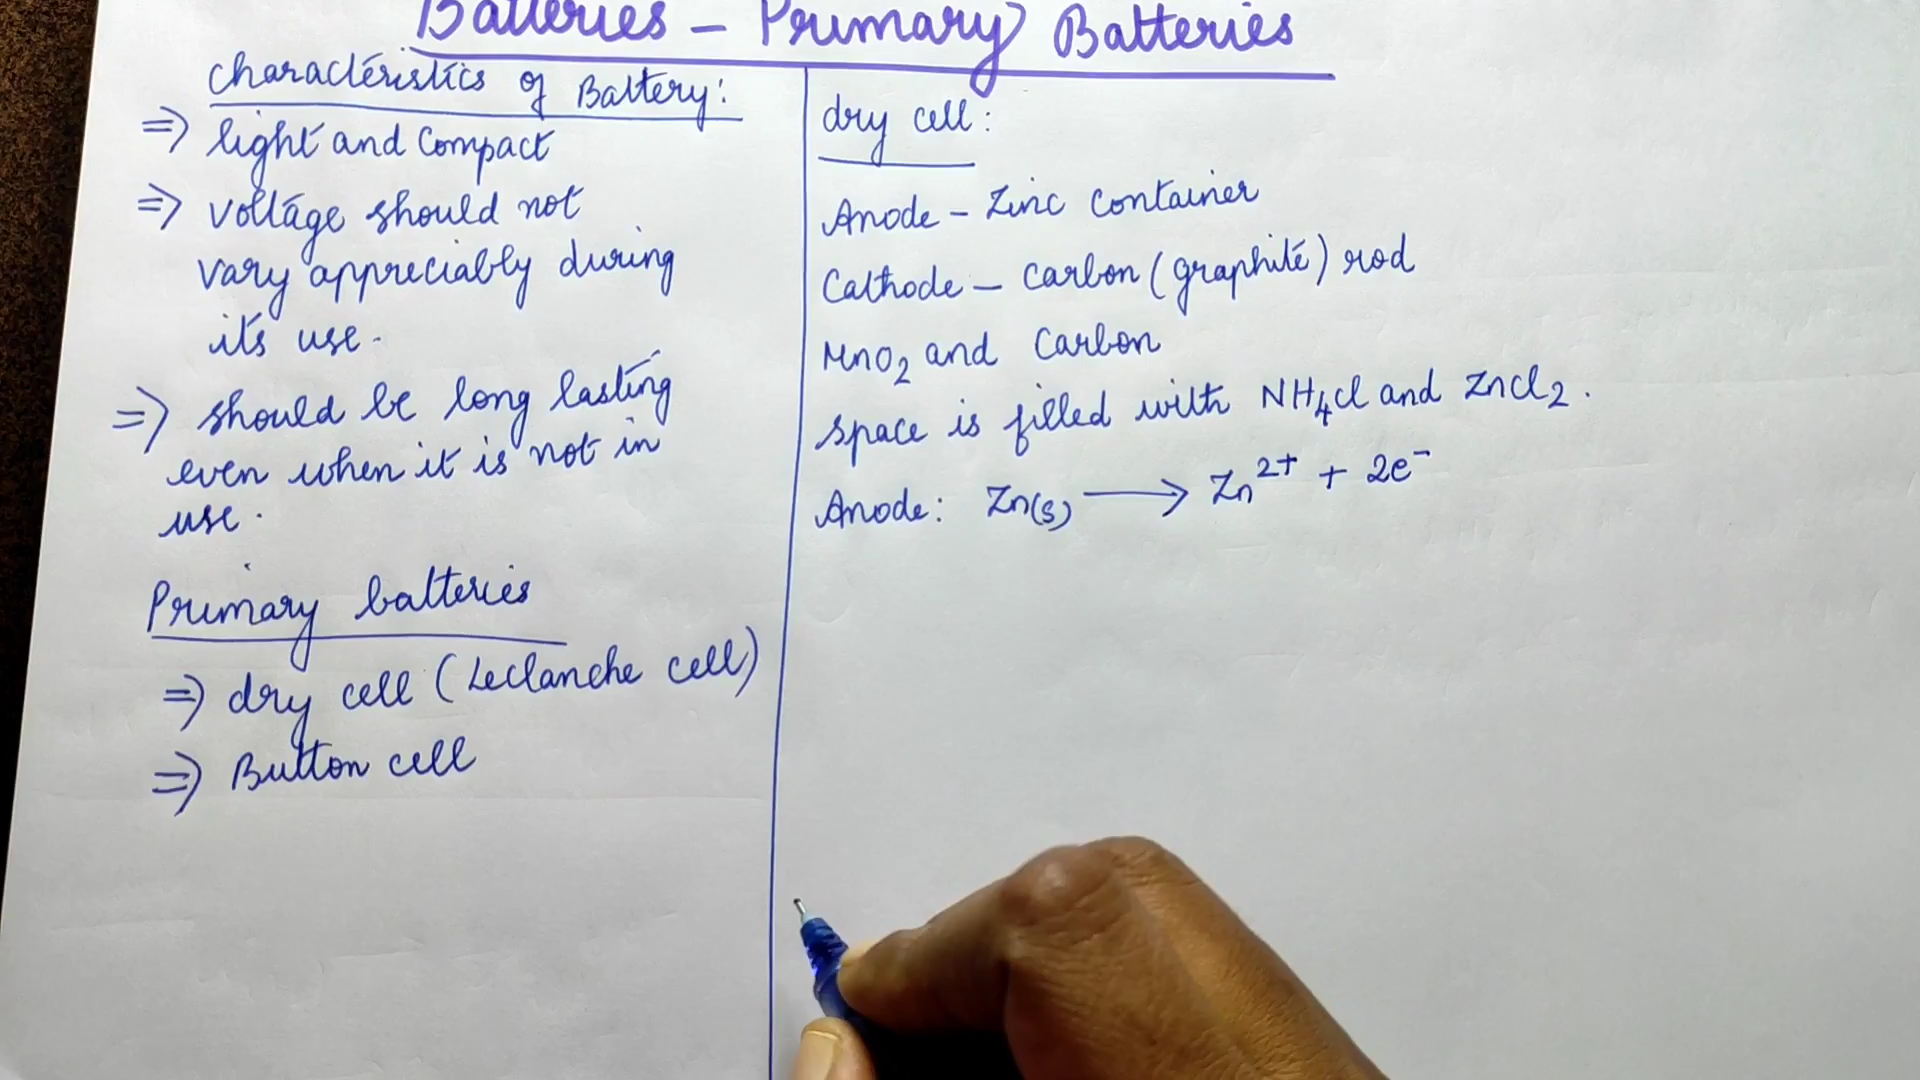 Batteries - Primary Batteries
Characteristics of Battery:
⇒ light and Compact
⇒ Voltage should not
vary appreciably during
its use.
⇒ should be long lasting
even when it is not in
use.
Primary batteries
⇒ dry cell (Leclanche cell)
⇒ Button cell
dry cell:
Anode - Zinc container
Cathode - Carbon (graphite) rod
MnO₂ and Carbon
space is filled with NH₄Cl and ZnCl₂.
Anode: Zn(s) ⟶ Zn²⁺ + 2e⁻